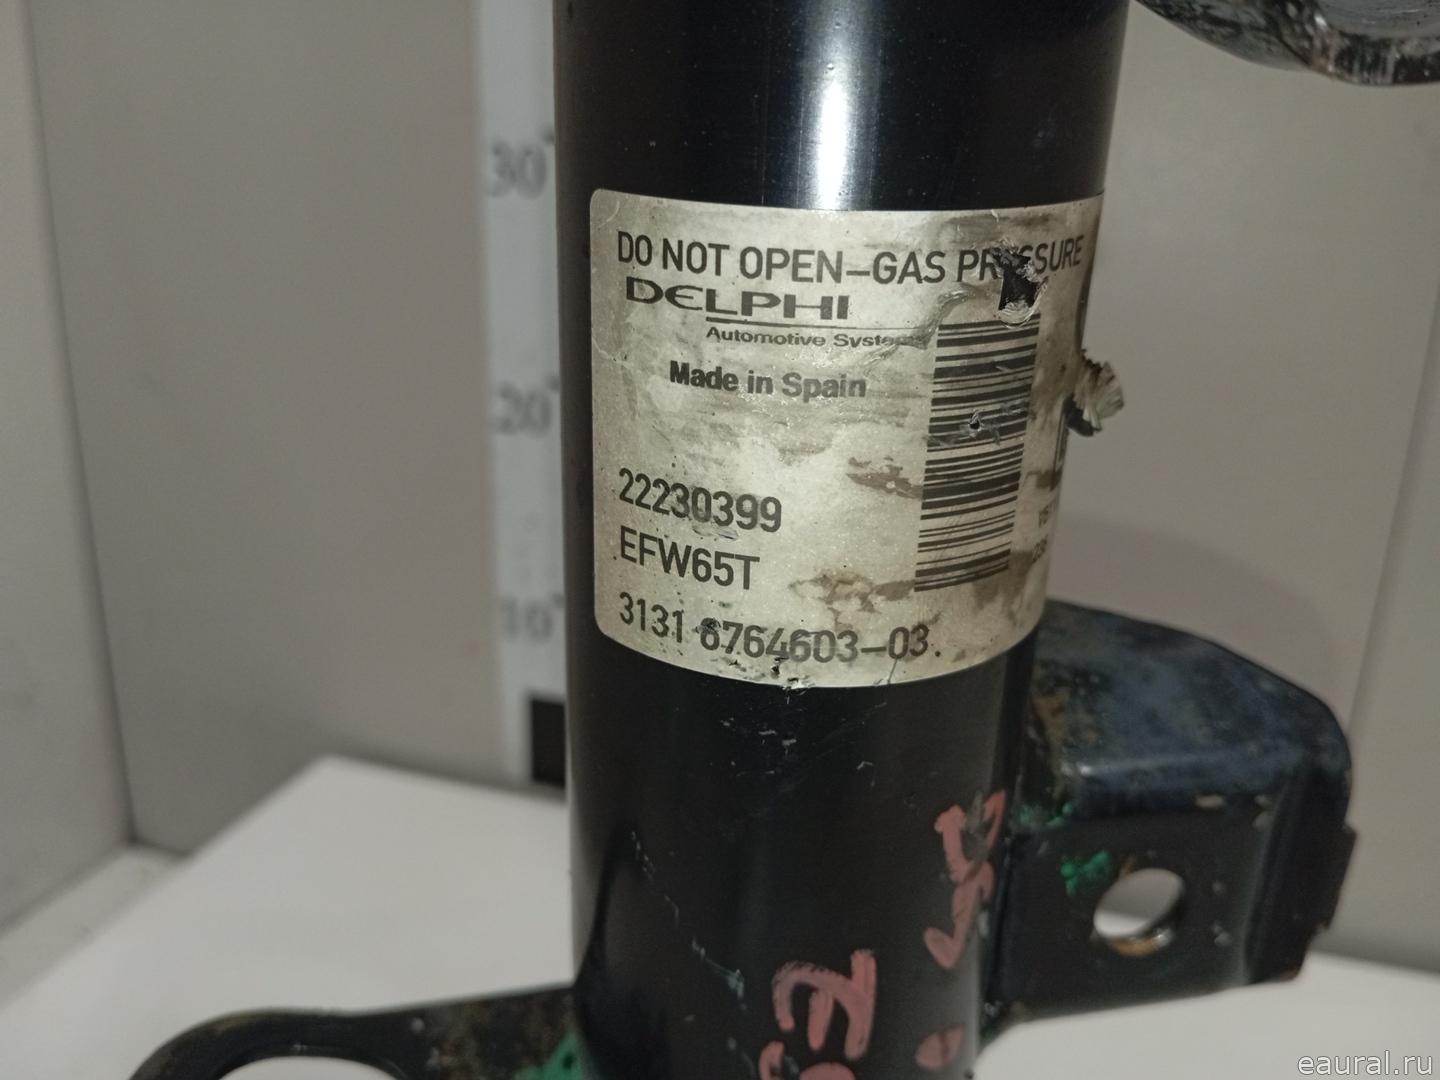 30
20
10
DO NOT OPEN-GAS PRESSURE
DELPHI
Automotive Systems
Made in Spain
22230399
EFW65T
3131 6764603-03.
eaural.ru